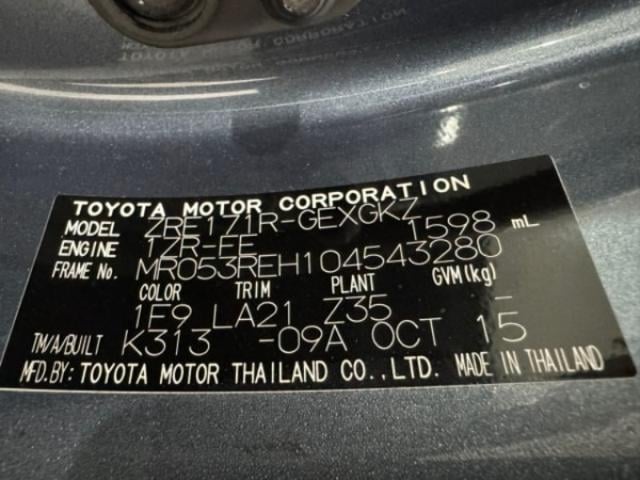 TOYOTA MOTOR CORPORATION
MODEL ZRE171R-GEXGKZ
ENGINE 1ZR-FE 1598 mL
FRAME No. MR053REH104543280
COLOR TRIM PLANT GVM(kg)
1E9 LA21 Z35 --
TM/A/BUILT K313 -09A OCT 15
MFD.BY: TOYOTA MOTOR THAILAND CO.,LTD. MADE IN THAILAND